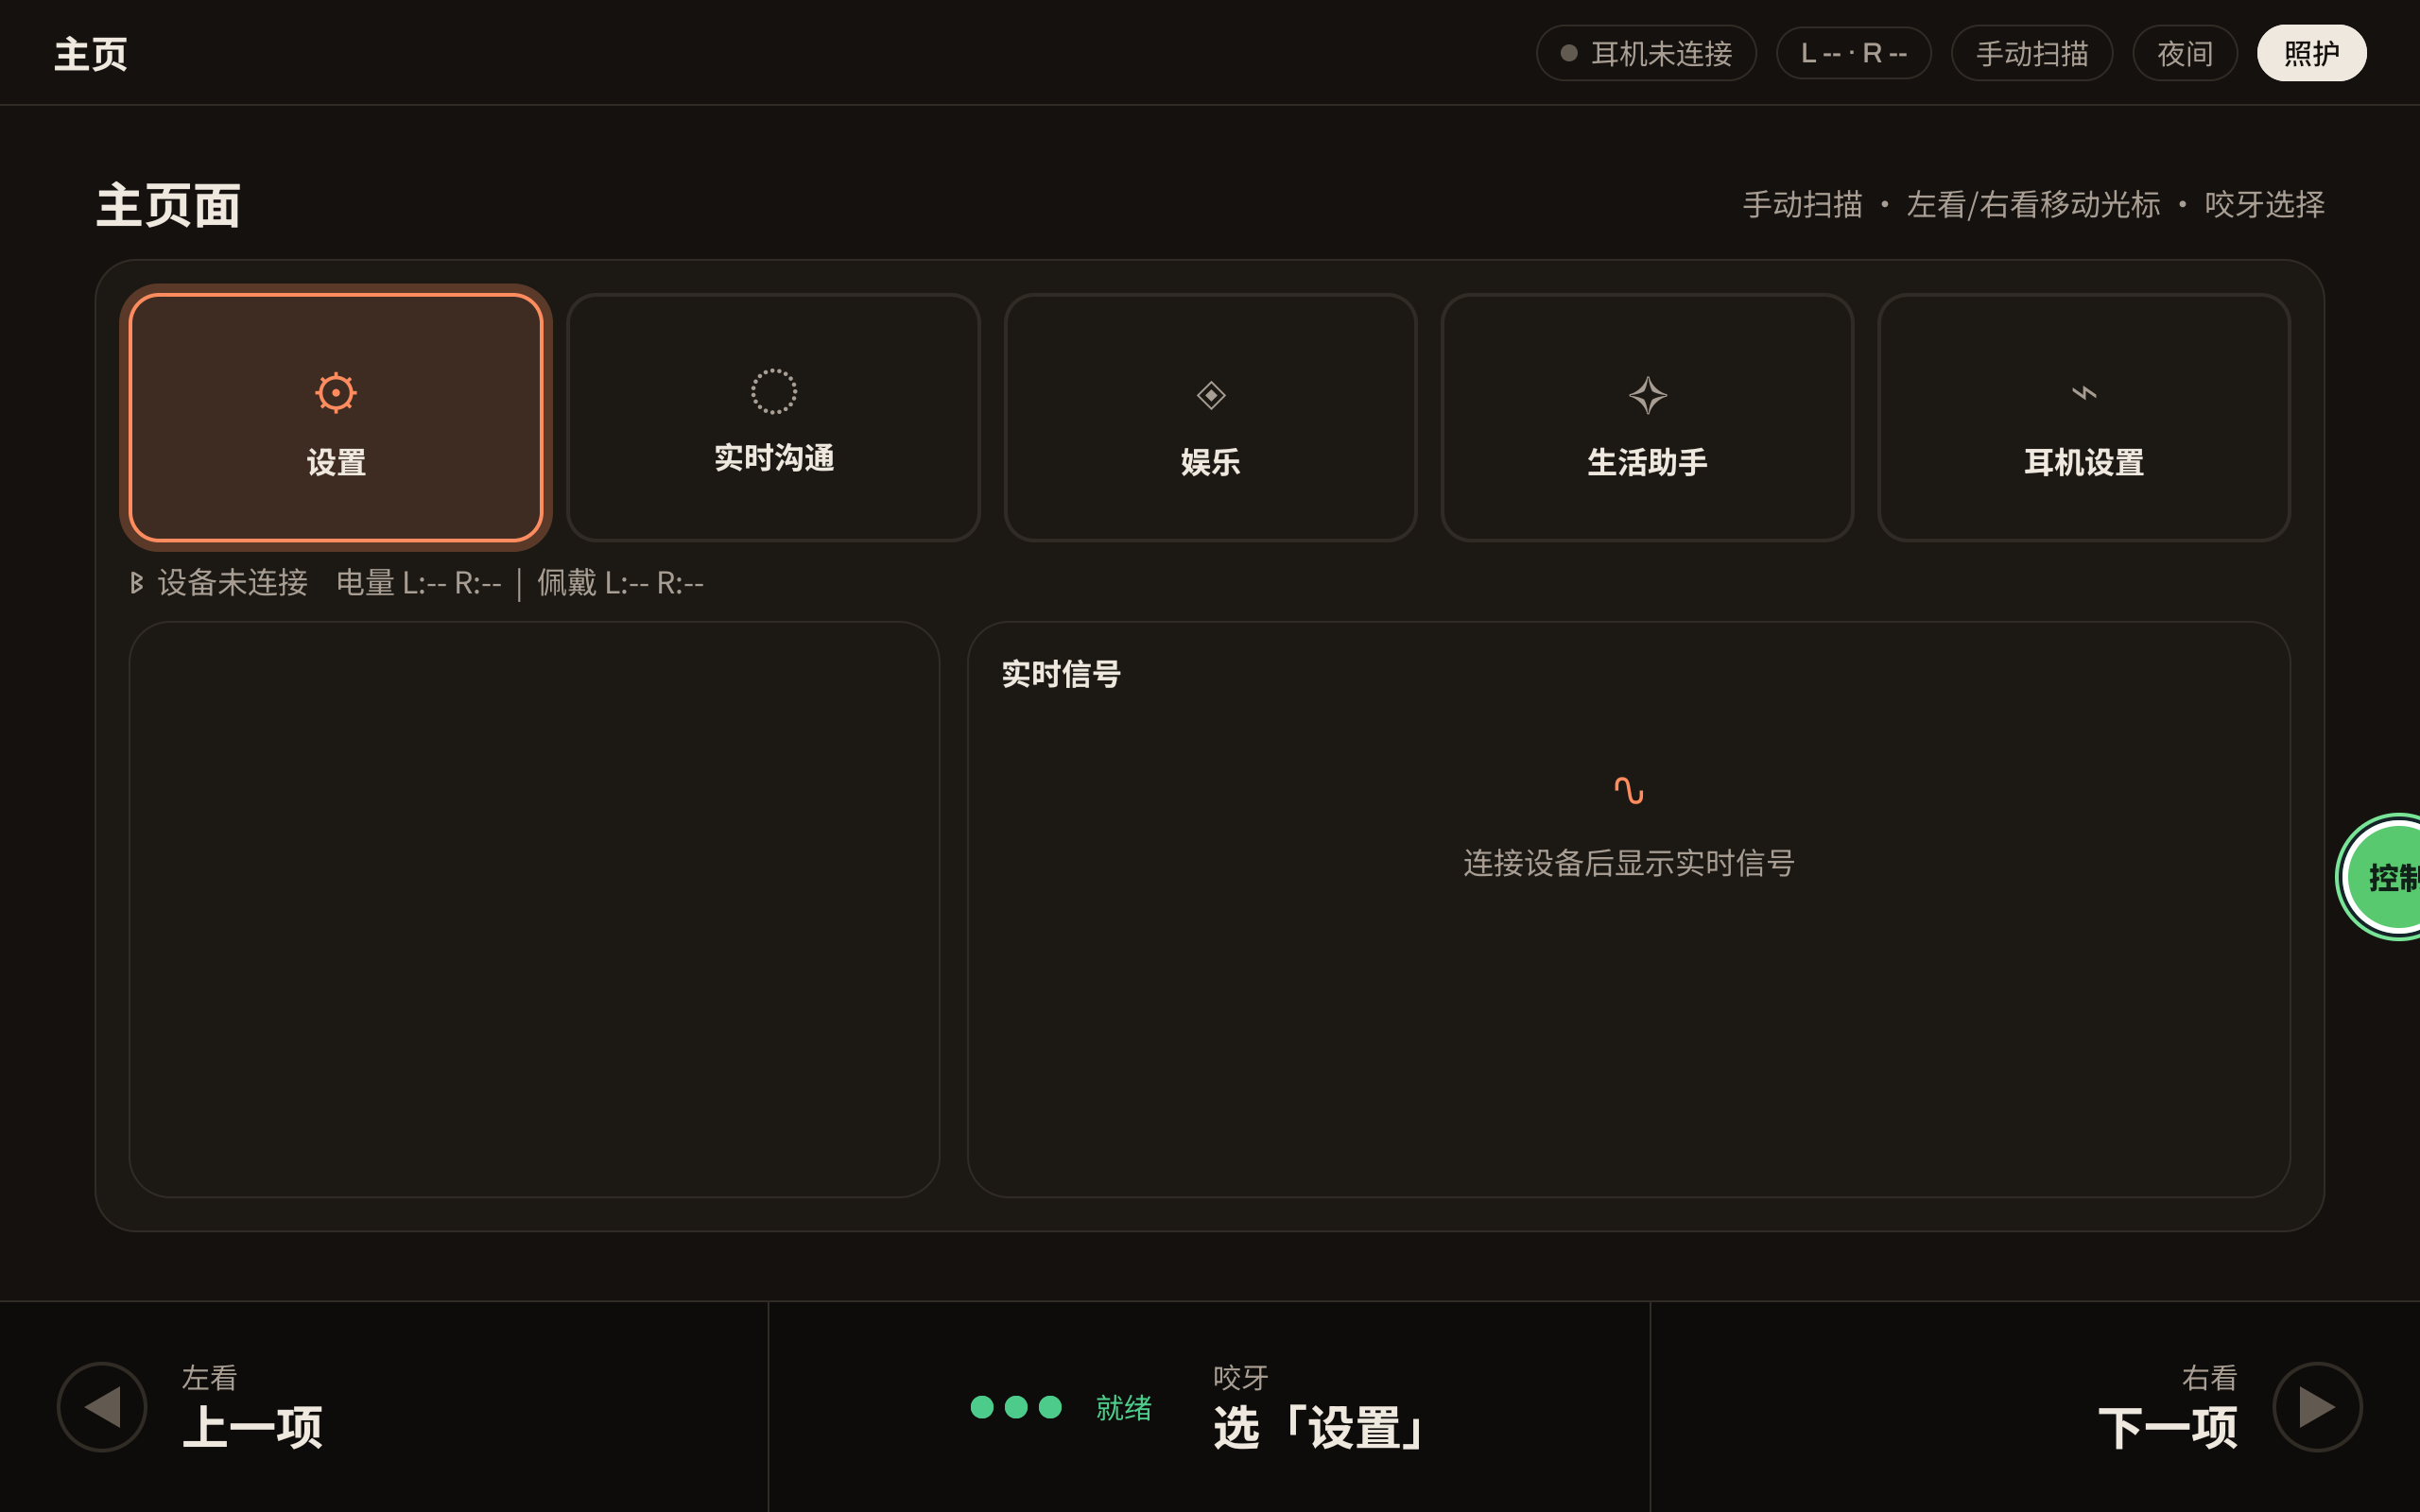 主页
耳机未连接
L -- · R --
手动扫描
夜间
照护
主页面
手动扫描 • 左看/右看移动光标 • 咬牙选择
设置
实时沟通
娱乐
生活助手
耳机设置
设备未连接 电量 L:-- R:-- | 佩戴 L:-- R:--
实时信号
连接设备后显示实时信号
控制
左看
上一项
就绪
咬牙
选「设置」
右看
下一项